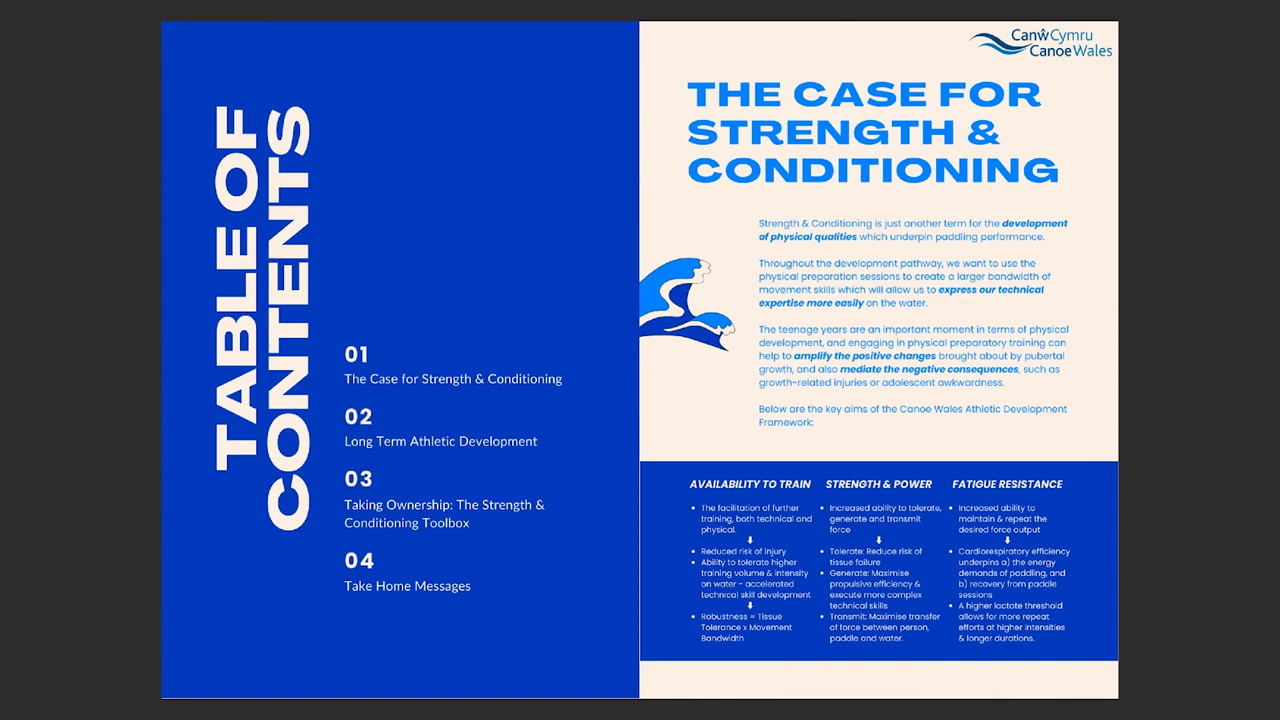 TABLE OF
CONTENTS
01
The Case for Strength & Conditioning
02
Long Term Athletic Development
03
Taking Ownership: The Strength &
Conditioning Toolbox
04
Take Home Messages
Canŵ Cymru
Canoe Wales
THE CASE FOR
STRENGTH &
CONDITIONING
Strength & Conditioning is just another term for the development
of physical qualities which underpin paddling performance.
Throughout the development pathway, we want to use the
physical preparation sessions to create a larger bandwidth of
movement skills which will allow us to express our technical
expertise more easily on the water.
The teenage years are an important moment in terms of physical
development, and engaging in physical preparatory training can
help to amplify the positive changes brought about by pubertal
growth, and also mediate the negative consequences, such as
growth-related injuries or adolescent awkwardness.
Below are the key aims of the Canoe Wales Athletic Development
Framework:
AVAILABILITY TO TRAIN
• The facilitation of further
training, both technical and
physical.
• Reduced risk of injury
• Ability to tolerate higher
training volume & intensity
on water - accelerated
technical skill development
• Robustness = Tissue
Tolerance x Movement
Bandwidth
STRENGTH & POWER
• Increased ability to tolerate,
generate and transmit
force
• Tolerate: Reduce risk of
tissue failure
• Generate: Maximise
propulsive efficiency &
execute more complex
technical skills
• Transmit: Maximise transfer
of force between person,
paddle and water.
FATIGUE RESISTANCE
• Increased ability to
maintain & repeat the
desired force output
• Cardiorespiratory efficiency
underpins a) the energy
demands of paddling, and
b) recovery from paddle
sessions
• A higher lactate threshold
allows for more repeat
efforts at higher intensities
& longer durations.